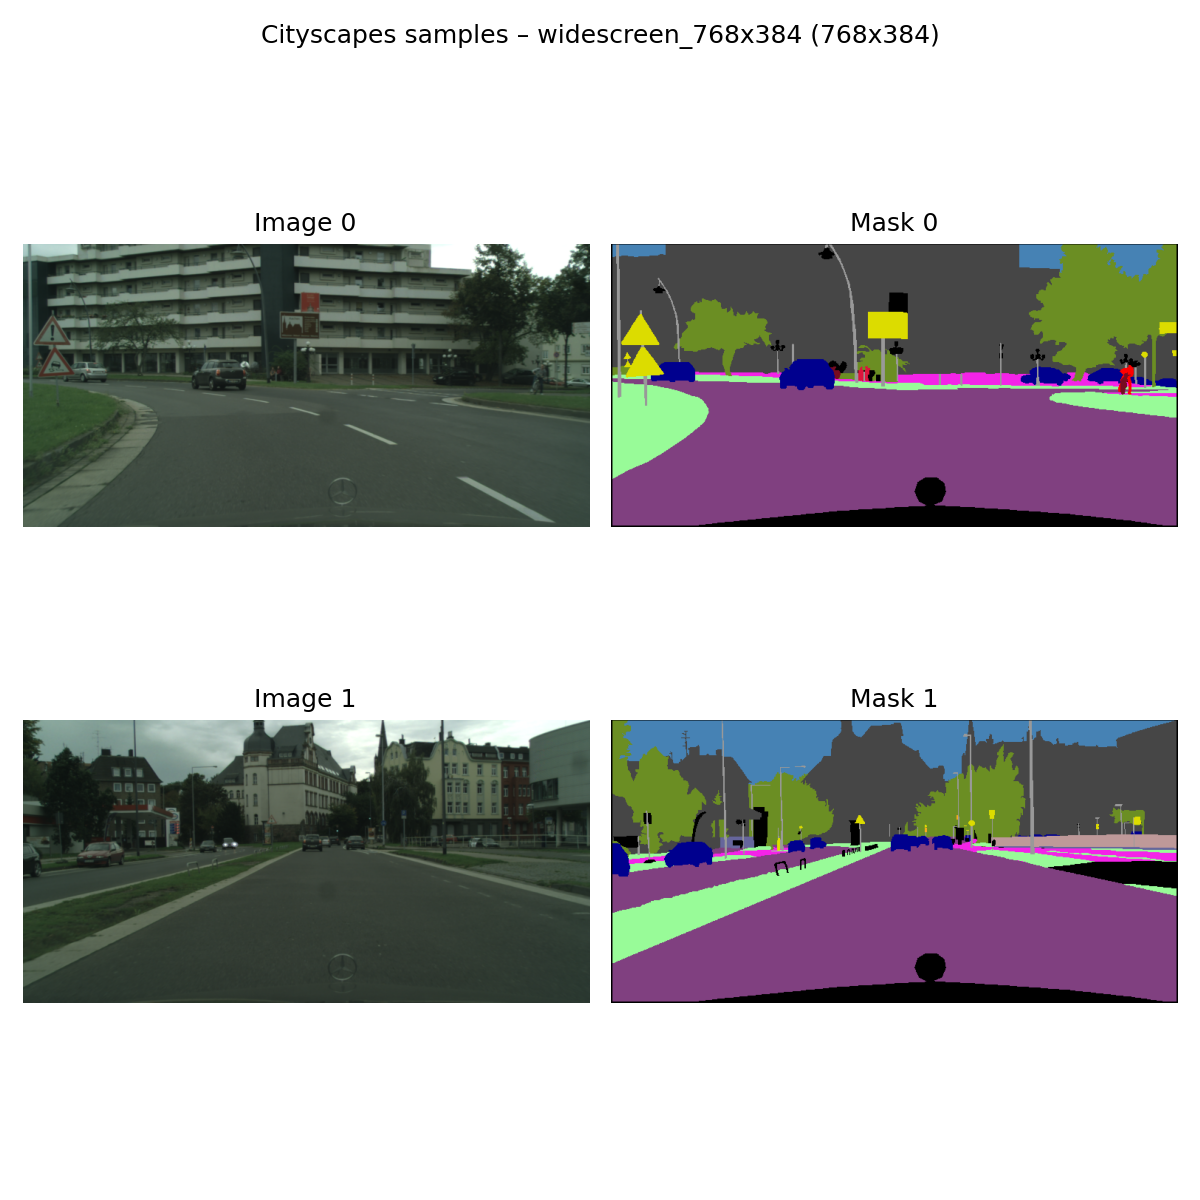 Cityscapes samples – widescreen_768x384 (768x384)
Image 0
Mask 0
Image 1
Mask 1